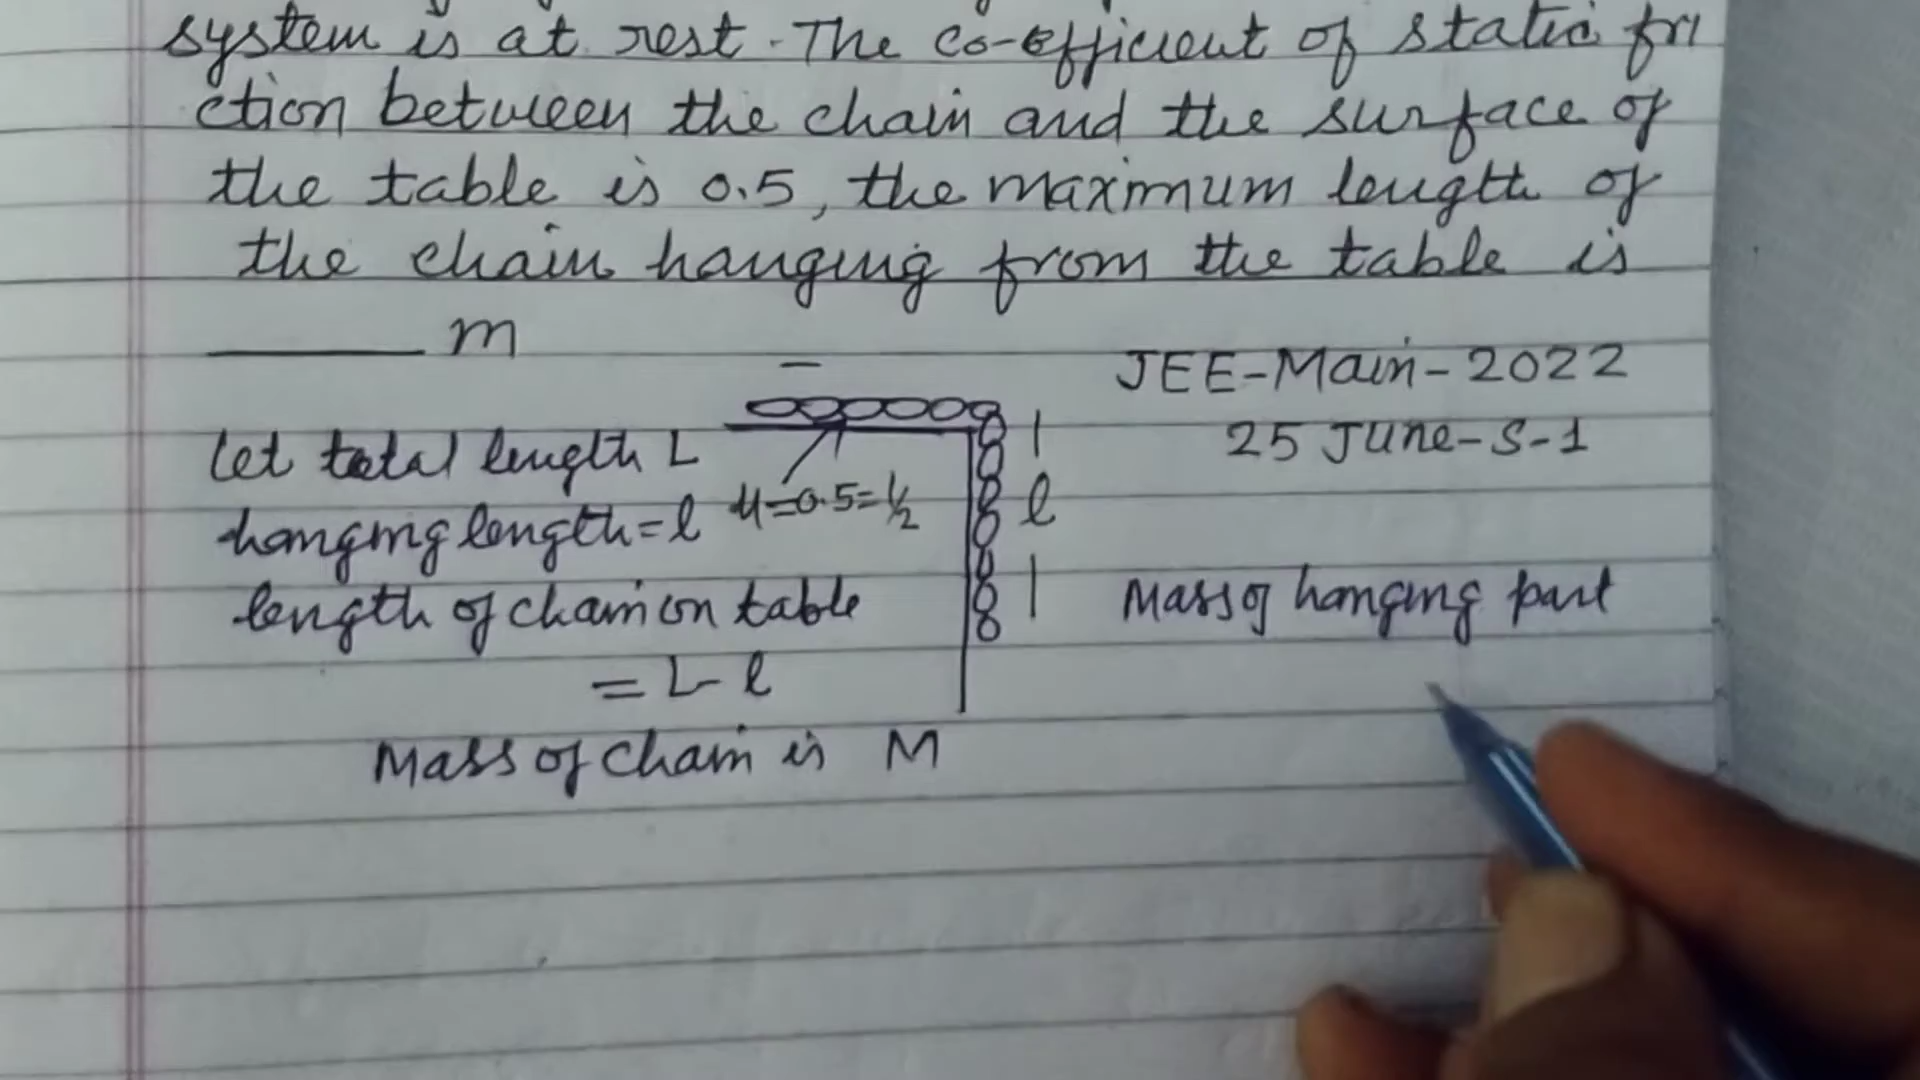 system is at rest. The co-efficient of static fri
ction between the chain and the surface of
the table is 0.5, the maximum length of
the chain hanging from the table is
______ m
JEE-Main-2022
25 June-S-1
Let total length L
hanging length = l
μ=0.5=1/2
l
length of chain on table
= L-l
Mass of chain is M
Mass of hanging part